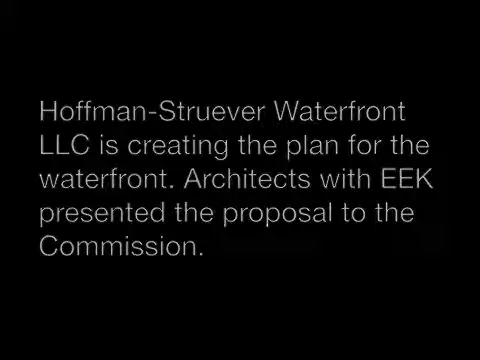 Hoffman-Struever Waterfront
LLC is creating the plan for the
waterfront. Architects with EEK
presented the proposal to the
Commission.